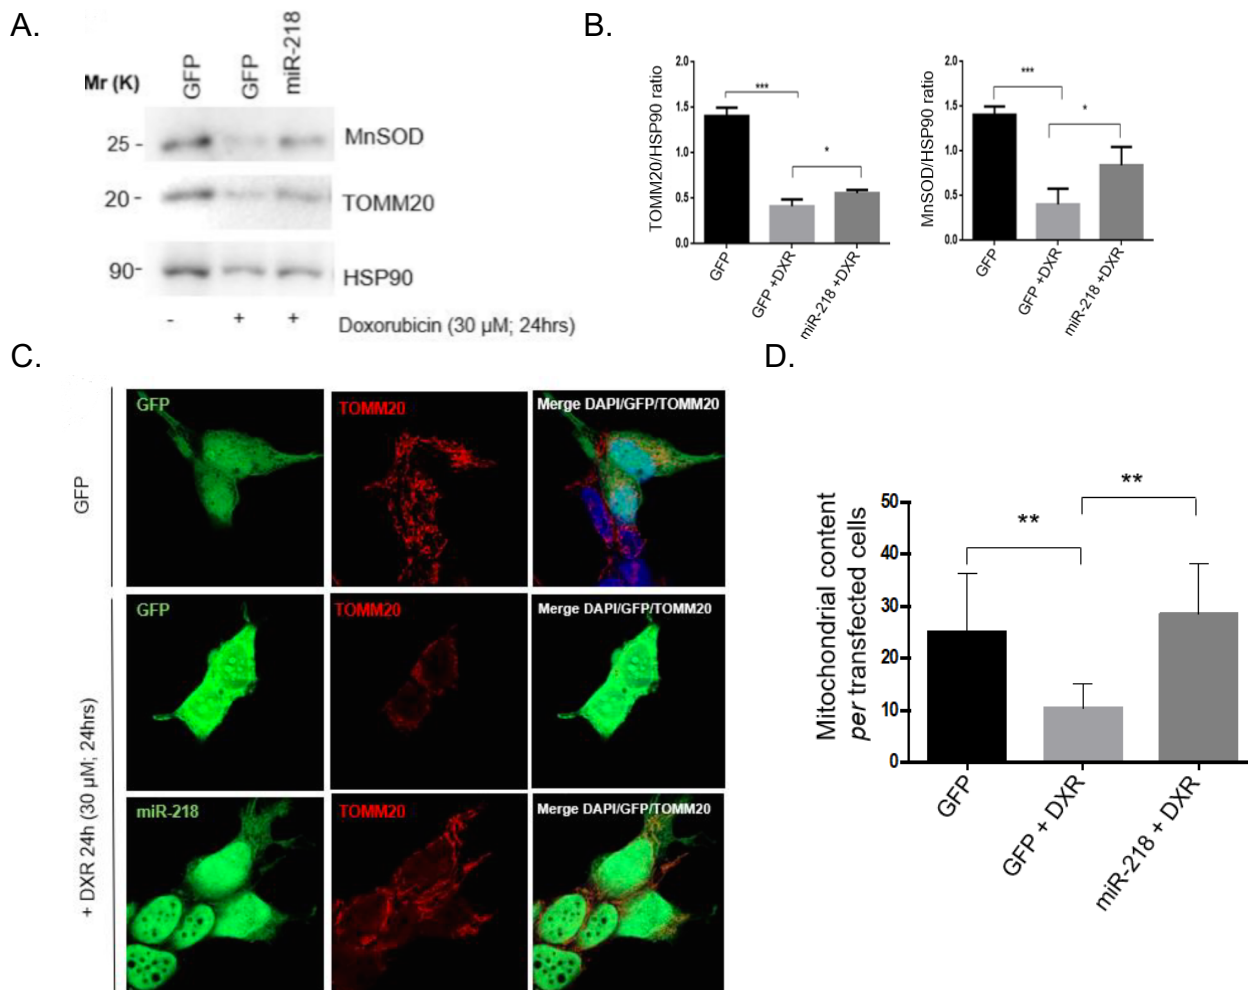 A.
Mr (K)
GFP
GFP
miR-218
25 -
MnSOD
20 -
TOMM20
90-
HSP90
- + +
Doxorubicin (30 µM; 24hrs)
B.
TOMM20/HSP90 ratio
2.0
1.5
1.0
0.5
0.0
***
*
GFP
GFP +DXR
miR-218 +DXR
MnSOD/HSP90 ratio
2.0
1.5
1.0
0.5
0.0
***
*
GFP
GFP +DXR
miR-218 +DXR
C.
GFP
GFP
TOMM20
Merge DAPI/GFP/TOMM20
+ DXR 24h (30 µM; 24hrs)
GFP
TOMM20
Merge DAPI/GFP/TOMM20
miR-218
TOMM20
Merge DAPI/GFP/TOMM20
D.
Mitochondrial content
per transfected cells
50
40
30
20
10
0
**
**
GFP
GFP + DXR
miR-218 + DXR